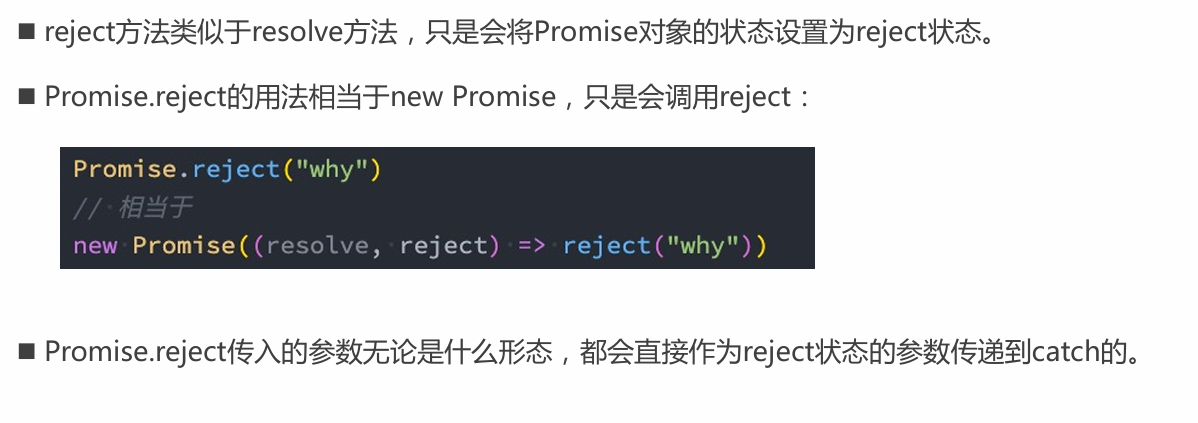 ■ reject方法类似于resolve方法，只是会将Promise对象的状态设置为reject状态。
■ Promise.reject的用法相当于new Promise，只是会调用reject：
Promise.reject("why")
// 相当于
new Promise((resolve, reject) => reject("why"))
■ Promise.reject传入的参数无论是什么形态，都会直接作为reject状态的参数传递到catch的。